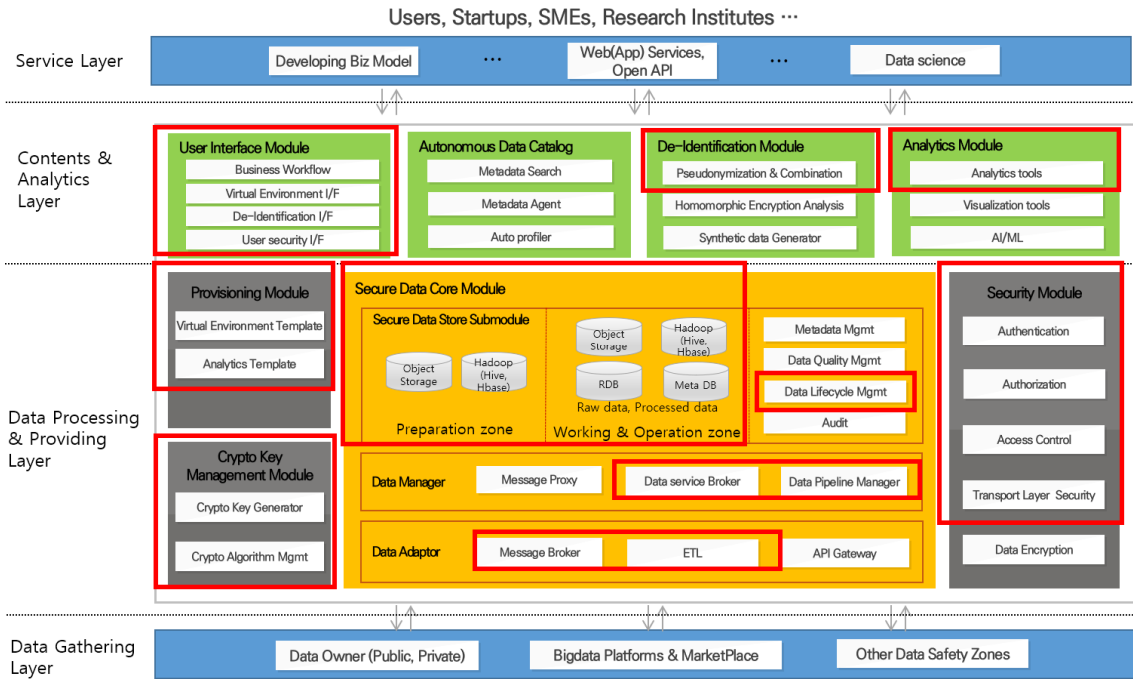 Users, Startups, SMEs, Research Institutes ⋯
Service Layer
Developing Biz Model
⋯
Web(App) Services,
Open API
⋯
Data science
Contents &
Analytics
Layer
User Interface Module
Business Workflow
Virtual Environment I/F
De-Identification I/F
User security I/F
Autonomous Data Catalog
Metadata Search
Metadata Agent
Auto profiler
De-Identification Module
Pseudonymization & Combination
Homomorphic Encryption Analysis
Synthetic data Generator
Analytics Module
Analytics tools
Visualization tools
AI/ML
Data Processing
& Providing
Layer
Provisioning Module
Virtual Environment Template
Analytics Template
Crypto Key
Management Module
Crypto Key Generator
Crypto Algorithm Mgmt
Secure Data Core Module
Secure Data Store Submodule
Object
Storage
Hadoop
(Hive,
Hbase)
Preparation zone
Object
Storage
Hadoop
(Hive.
Hbase)
RDB
Meta DB
Raw data, Processed data
Working & Operation zone
Metadata Mgmt
Data Quality Mgmt
Data Lifecycle Mgmt
Audit
Data Manager
Message Proxy
Data service Broker
Data Pipeline Manager
Data Adaptor
Message Broker
ETL
API Gateway
Security Module
Authentication
Authorization
Access Control
Transport Layer Security
Data Encryption
Data Gathering
Layer
Data Owner (Public, Private)
Bigdata Platforms & MarketPlace
Other Data Safety Zones